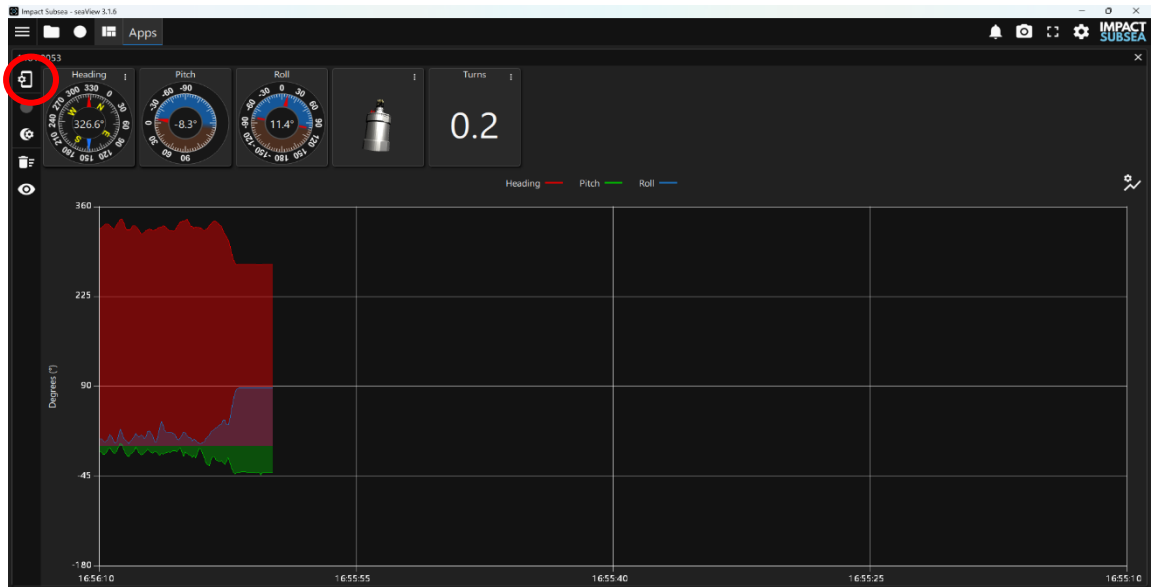 Impact Subsea - seaView 3.1.6
Apps
IMPACT
SUBSEA
Heading
Pitch
Roll
Turns
326.6°
-8.3°
11.4°
0.2
N
E
S
W
Heading
Pitch
Roll
Degrees (°)
360
225
90
-45
-180
16:56:10
16:55:55
16:55:40
16:55:25
16:55:10